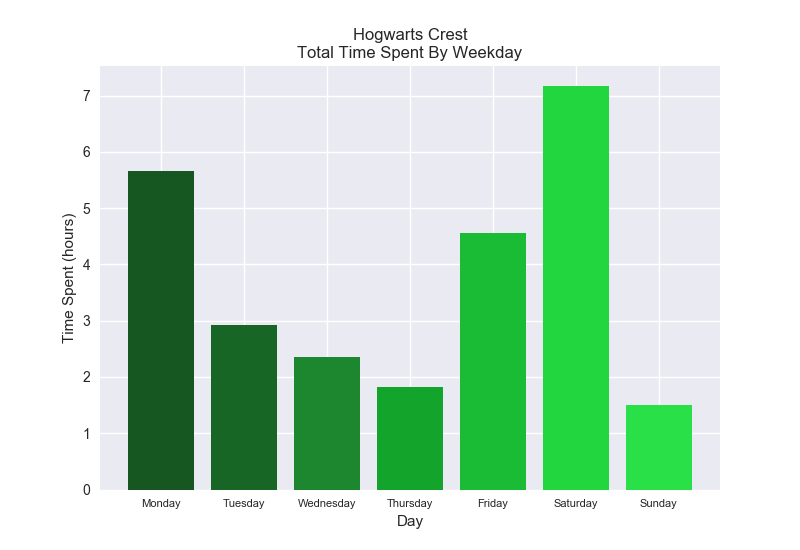 Hogwarts Crest
Total Time Spent By Weekday
Time Spent (hours)
7
6
5
4
3
2
1
0
Monday Tuesday Wednesday Thursday Friday Saturday Sunday
Day